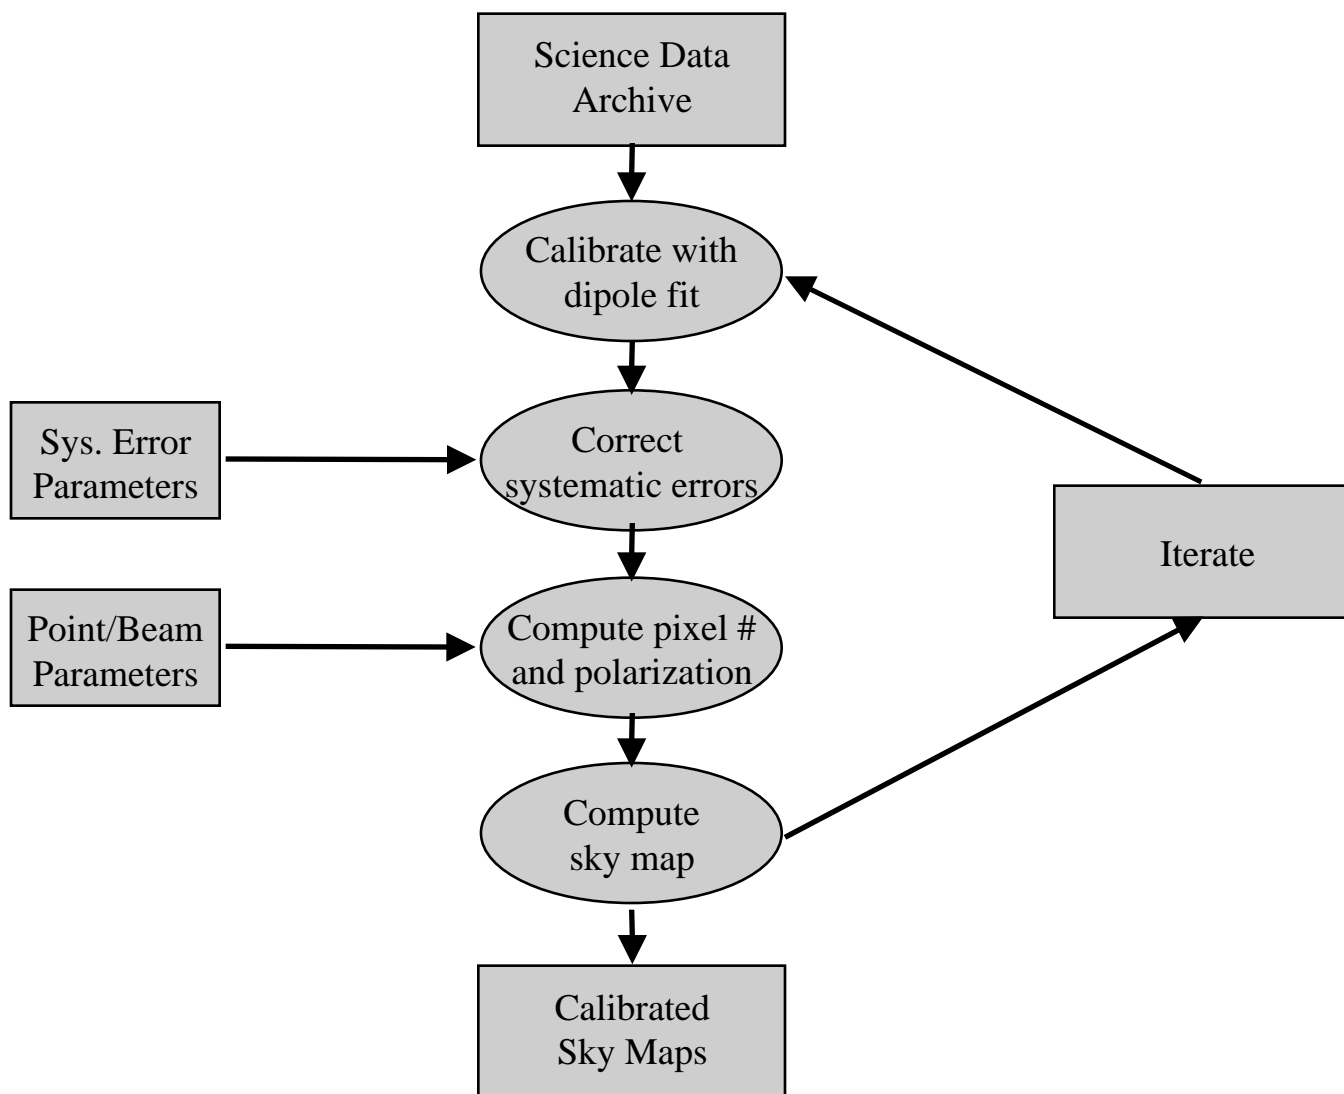 Science Data
Archive
Calibrate with
dipole fit
Sys. Error
Parameters
Correct
systematic errors
Iterate
Point/Beam
Parameters
Compute pixel #
and polarization
Compute
sky map
Calibrated
Sky Maps